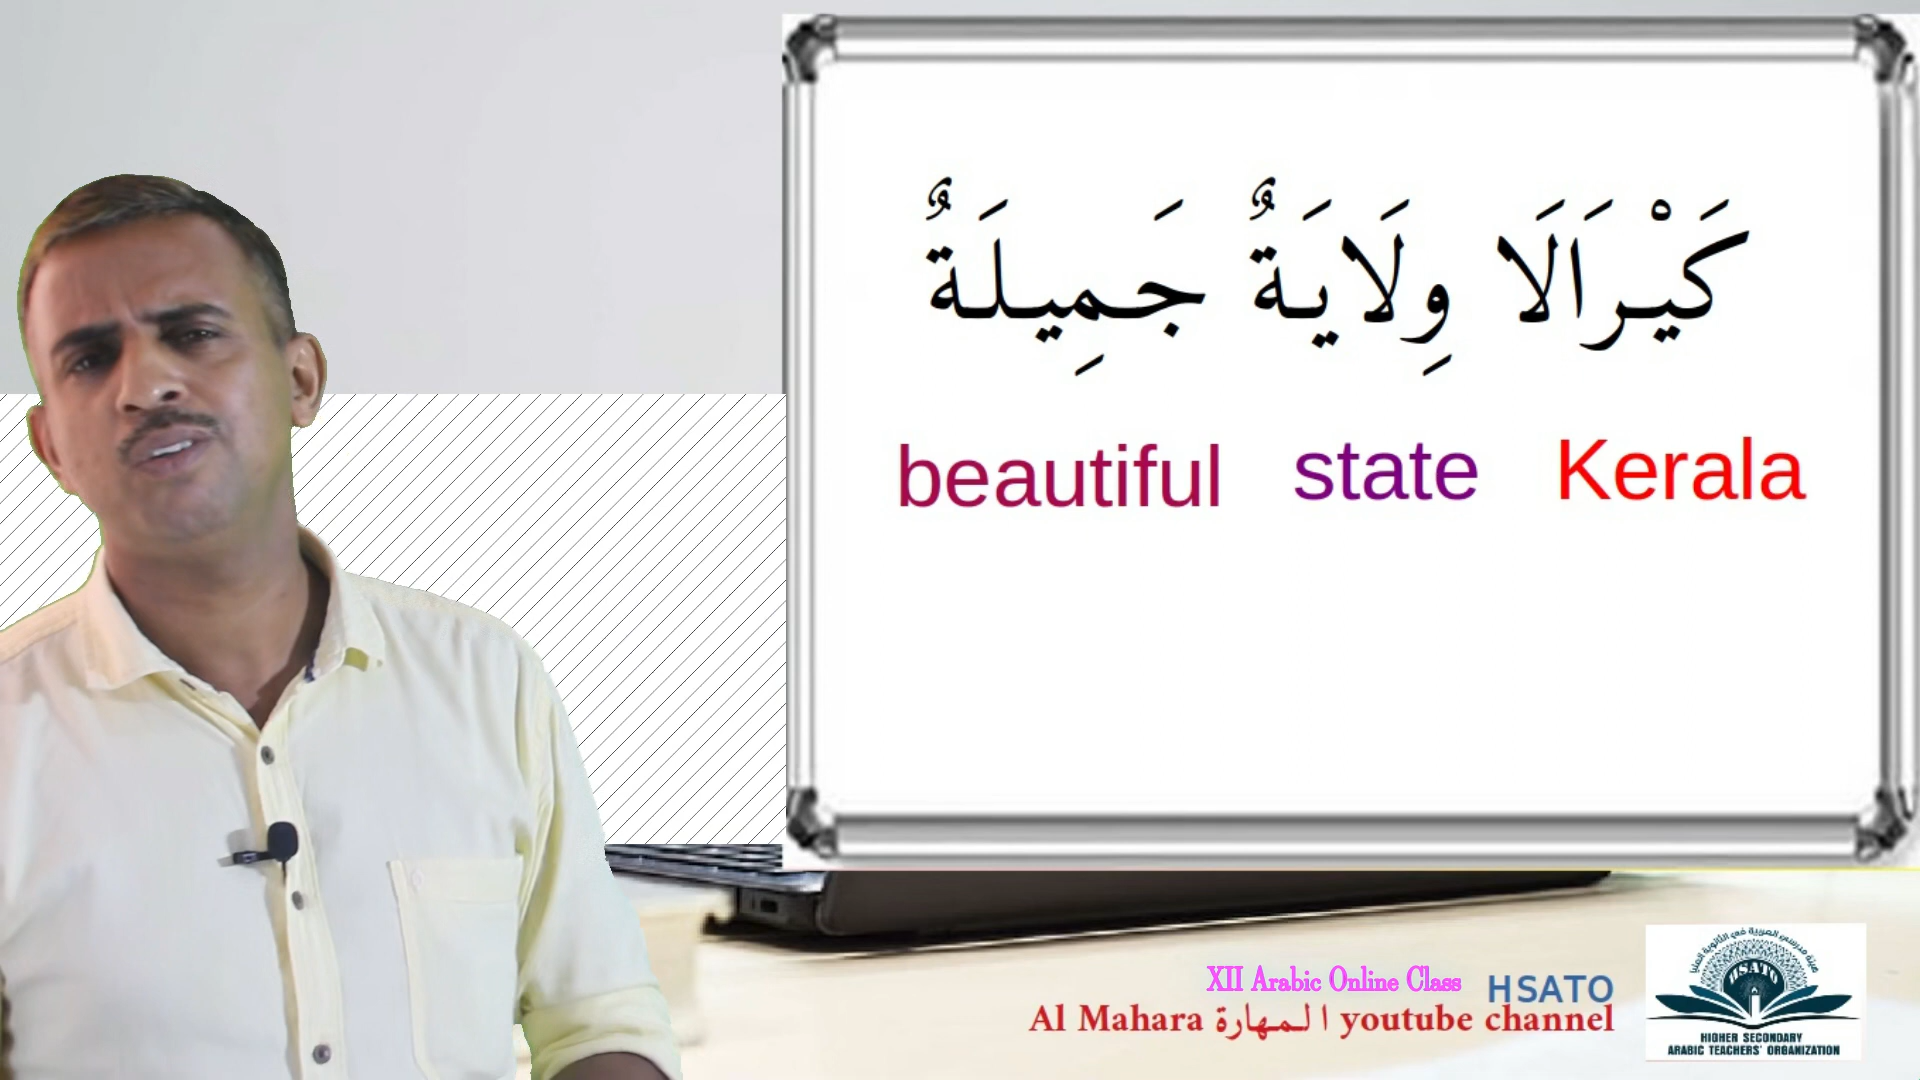 كَيْرَالَا وِلَايَةٌ جَمِيلَةٌ
beautiful state Kerala
XII Arabic Online Class HSATO
Al Mahara المهارة youtube channel
HSATO
HIGHER SECONDARY
ARABIC TEACHERS' ORGANIZATION